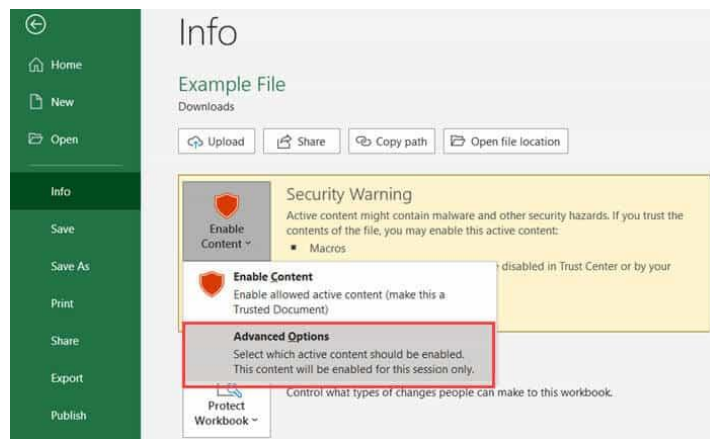 Info
Home
Example File
New
Downloads
Open
Upload
Share
Copy path
Open file location
Info
Security Warning
Active content might contain malware and other security hazards. If you trust the
Enable
Content
contents of the file, you may enable this active content:
Save
▪ Macros
Save As
Enable Content
disabled in Trust Center or by your
Enable allowed active content (make this a
Trusted Document)
Print
Share
Advanced Options
Select which active content should be enabled.
This content will be enabled for this session only.
Export
Control what types of changes people can make to this workbook.
Protect
Workbook
Publish